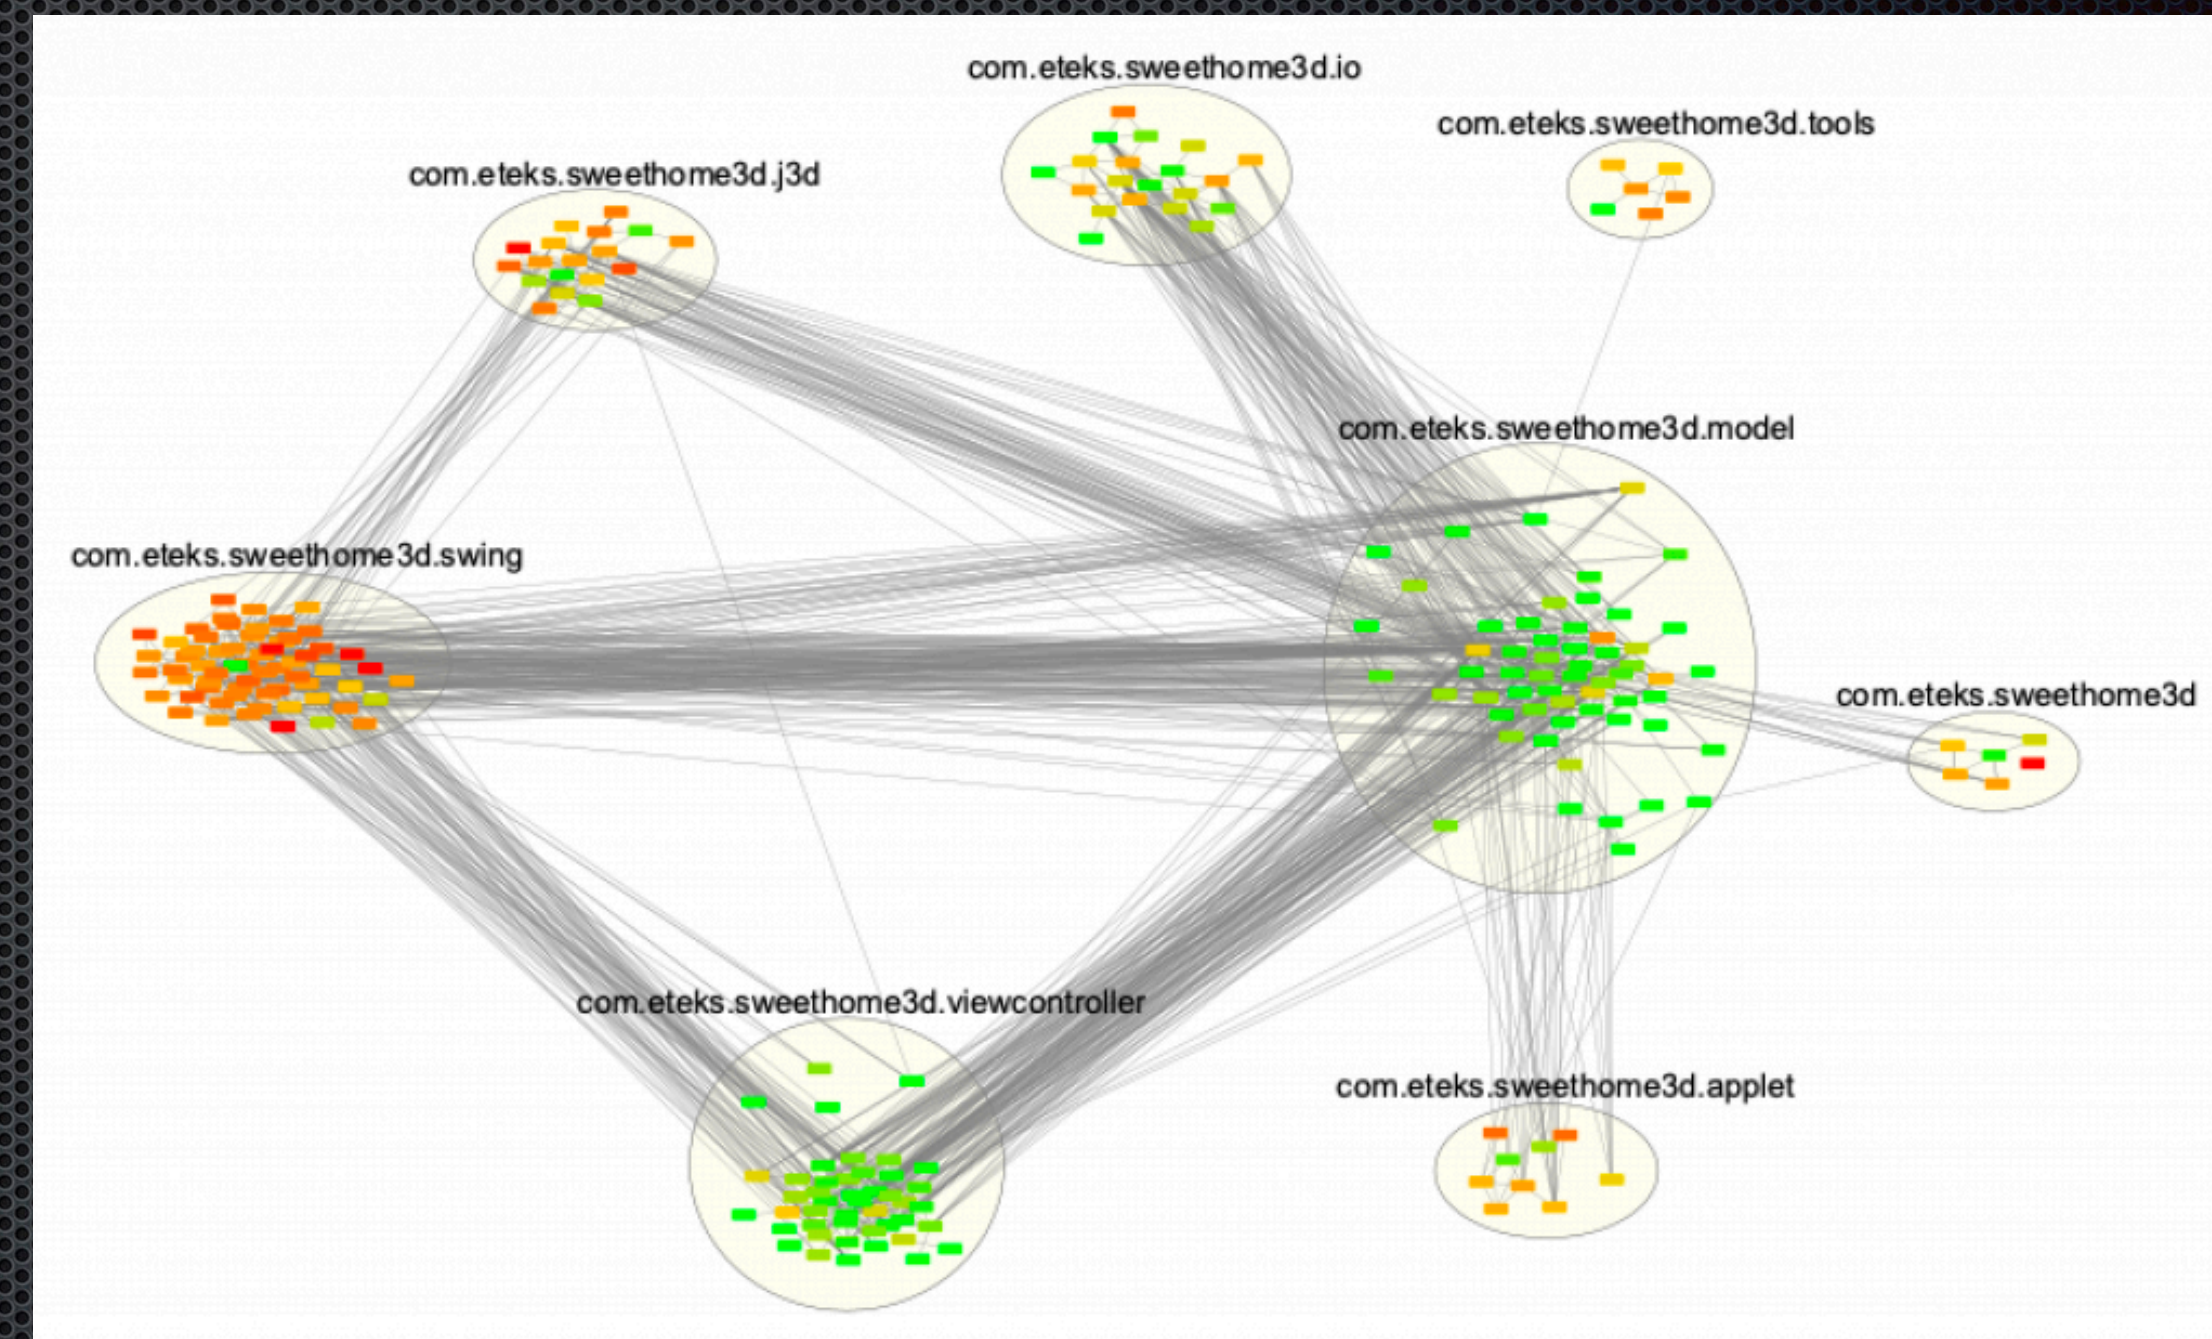 com.eteks.sweethome3d.io
com.eteks.sweethome3d.tools
com.eteks.sweethome3d.j3d
com.eteks.sweethome3d.model
com.eteks.sweethome3d.swing
com.eteks.sweethome3d
com.eteks.sweethome3d.viewcontroller
com.eteks.sweethome3d.applet